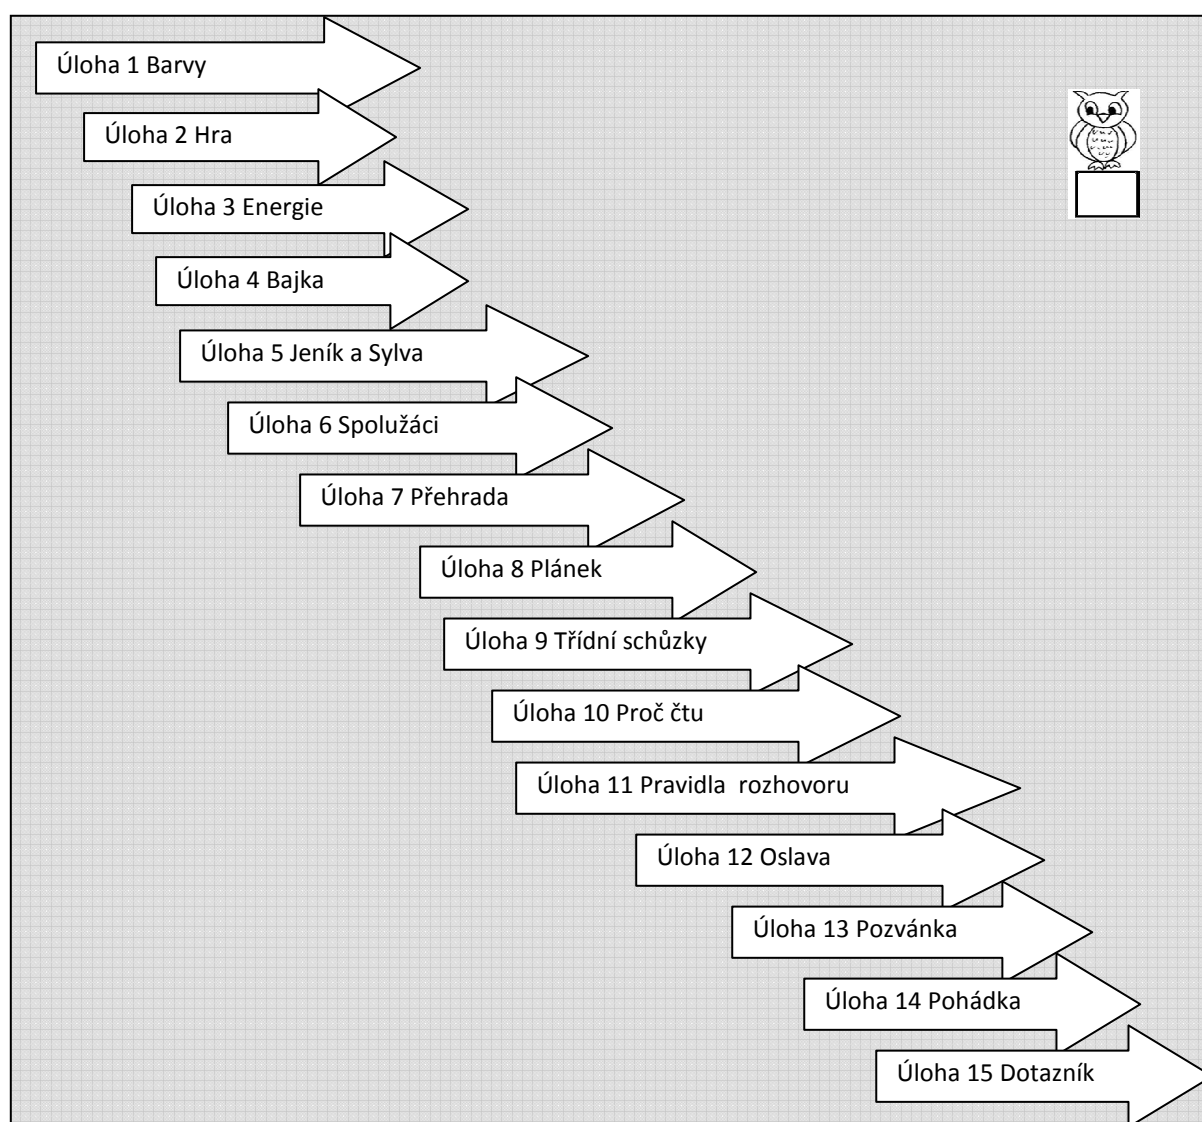 Úloha 1 Barvy
Úloha 2 Hra
Úloha 3 Energie
Úloha 4 Bajka
Úloha 5 Jeník a Sylva
Úloha 6 Spolužáci
Úloha 7 Přehrada
Úloha 8 Plánek
Úloha 9 Třídní schůzky
Úloha 10 Proč čtu
Úloha 11 Pravidla  rozhovoru
Úloha 12 Oslava
Úloha 13 Pozvánka
Úloha 14 Pohádka
Úloha 15 Dotazník